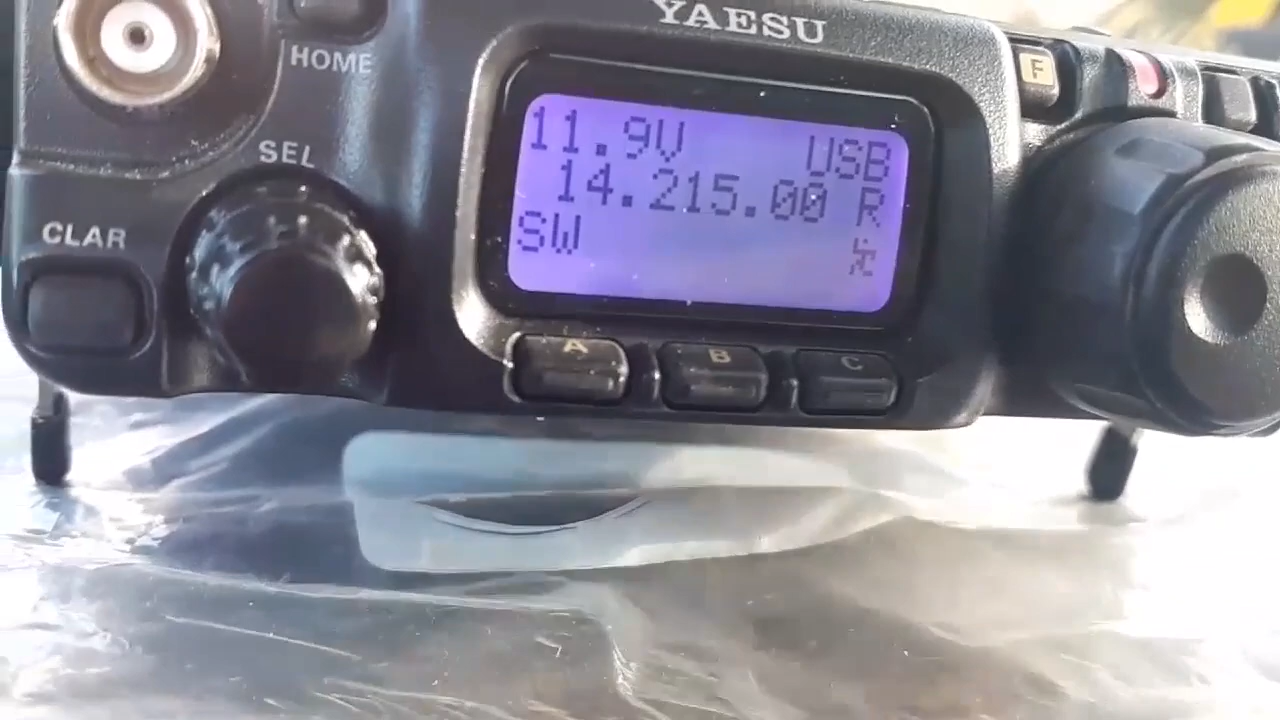 YAESU
HOME
F
SEL
CLAR
11.9V USB
14.215.00 R
SW
A B C